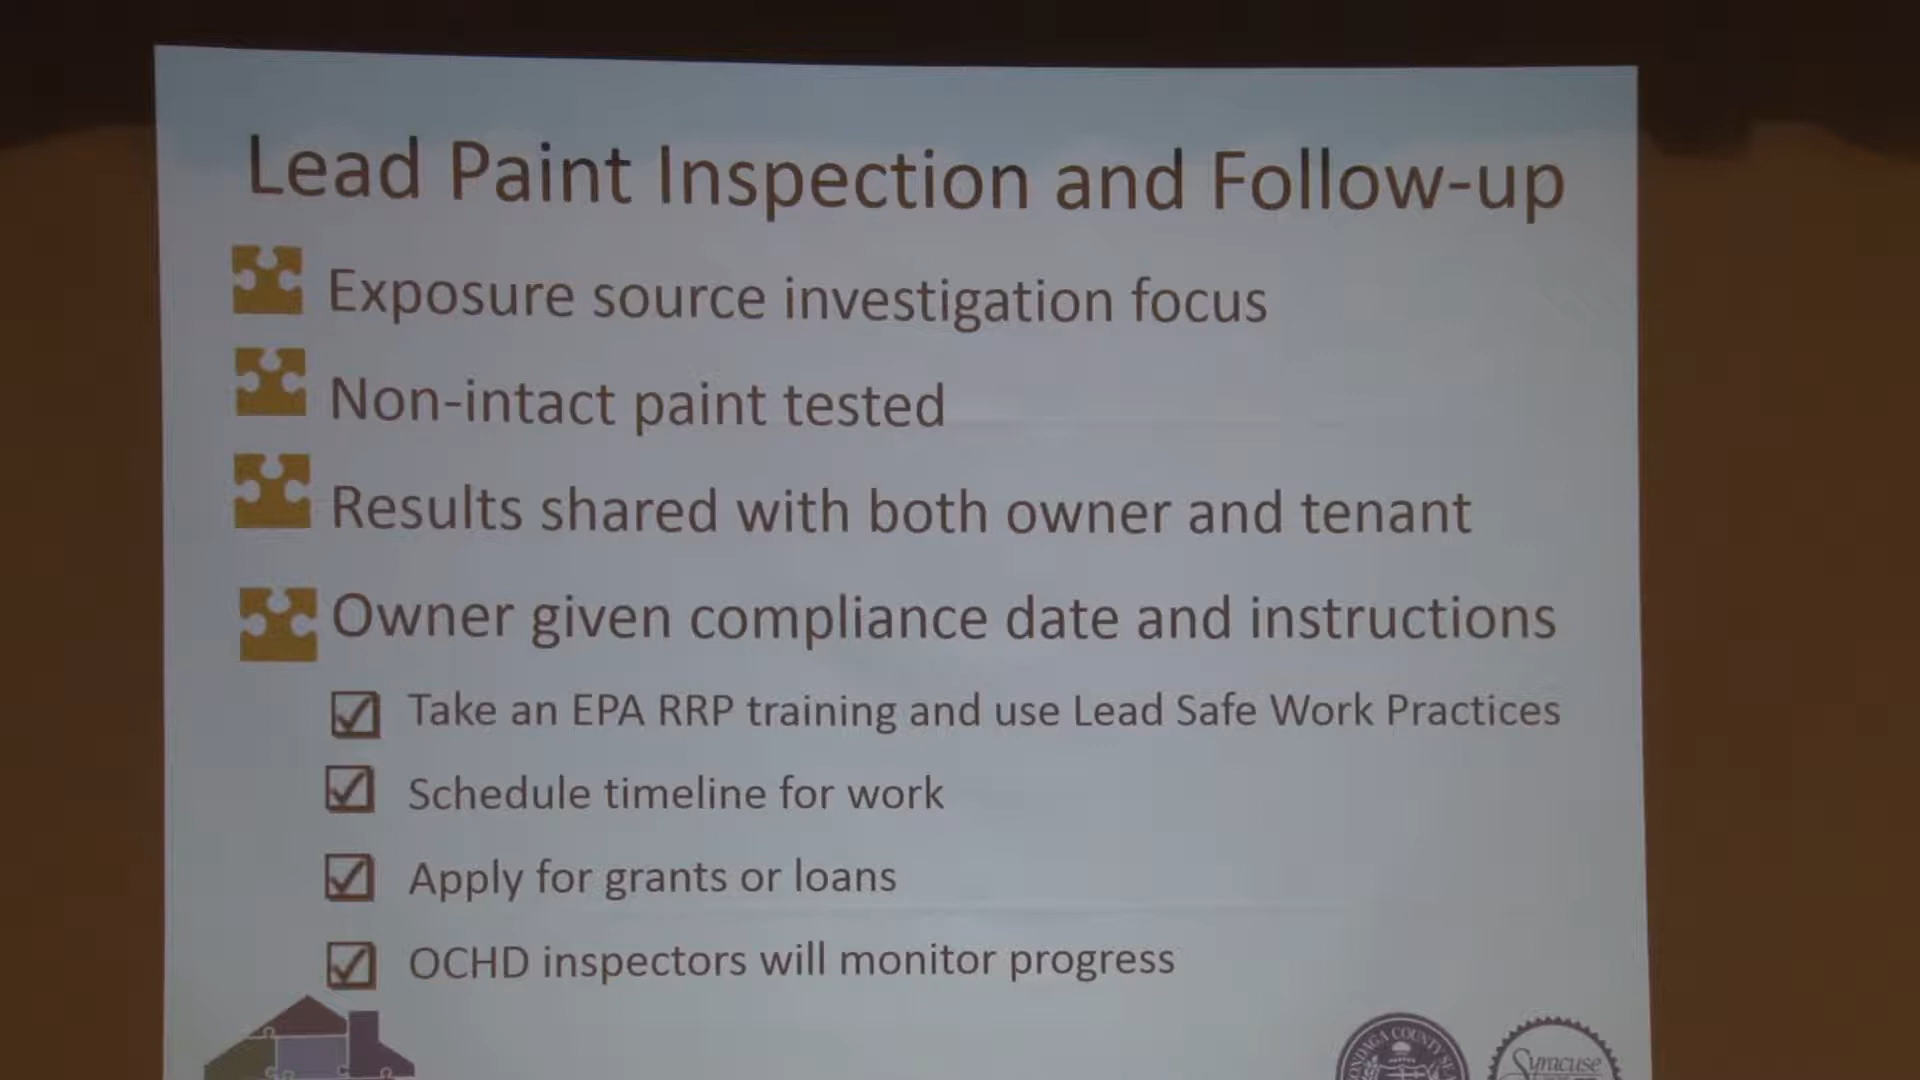 Lead Paint Inspection and Follow-up
Exposure source investigation focus
Non-intact paint tested
Results shared with both owner and tenant
Owner given compliance date and instructions
Take an EPA RRP training and use Lead Safe Work Practices
Schedule timeline for work
Apply for grants or loans
OCHD inspectors will monitor progress
COUNTY
Syracuse